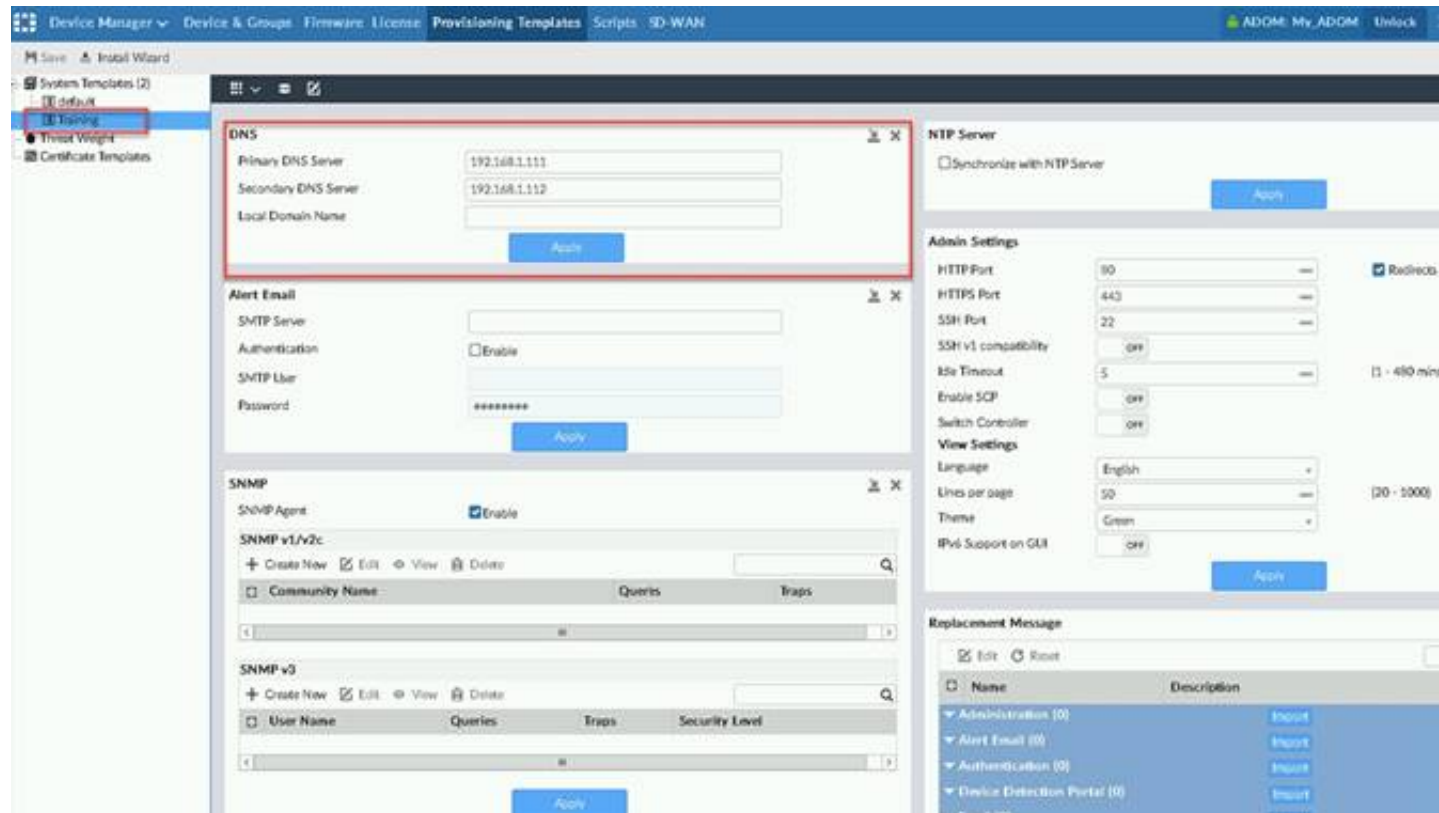 Device Manager Device & Groups Firmware License Provisioning Templates Scripts SD-WAN ADOM: My_ADOM Unlock
Save Install Wizard
System Templates (2)
default
Training
Threat Weight
Certificate Templates
DNS
Primary DNS Server 192.168.1.111
Secondary DNS Server 192.168.1.112
Local Domain Name
Apply
Alert Email
SMTP Server
Authentication Enable
SMTP User
Password ********
Apply
SNMP
SNMP Agent Enable
SNMP v1/v2c
Create New Edit View Delete
Community Name Queries Traps
SNMP v3
Create New Edit View Delete
User Name Queries Traps Security Level
Apply
NTP Server
Synchronize with NTP Server
Apply
Admin Settings
HTTP Port 80 Redirects
HTTPS Port 443
SSH Port 22
SSH v1 compatibility OFF
Idle Timeout 5 (1 - 480 mins
Enable SCP OFF
Switch Controller OFF
View Settings
Language English
Lines per page 50 (20 - 1000)
Theme Green
IPv6 Support on GUI OFF
Apply
Replacement Message
Edit Reset
Name Description
Administration (0) Import
Alert Email (0) Import
Authentication (0) Import
Device Detection Portal (0) Import